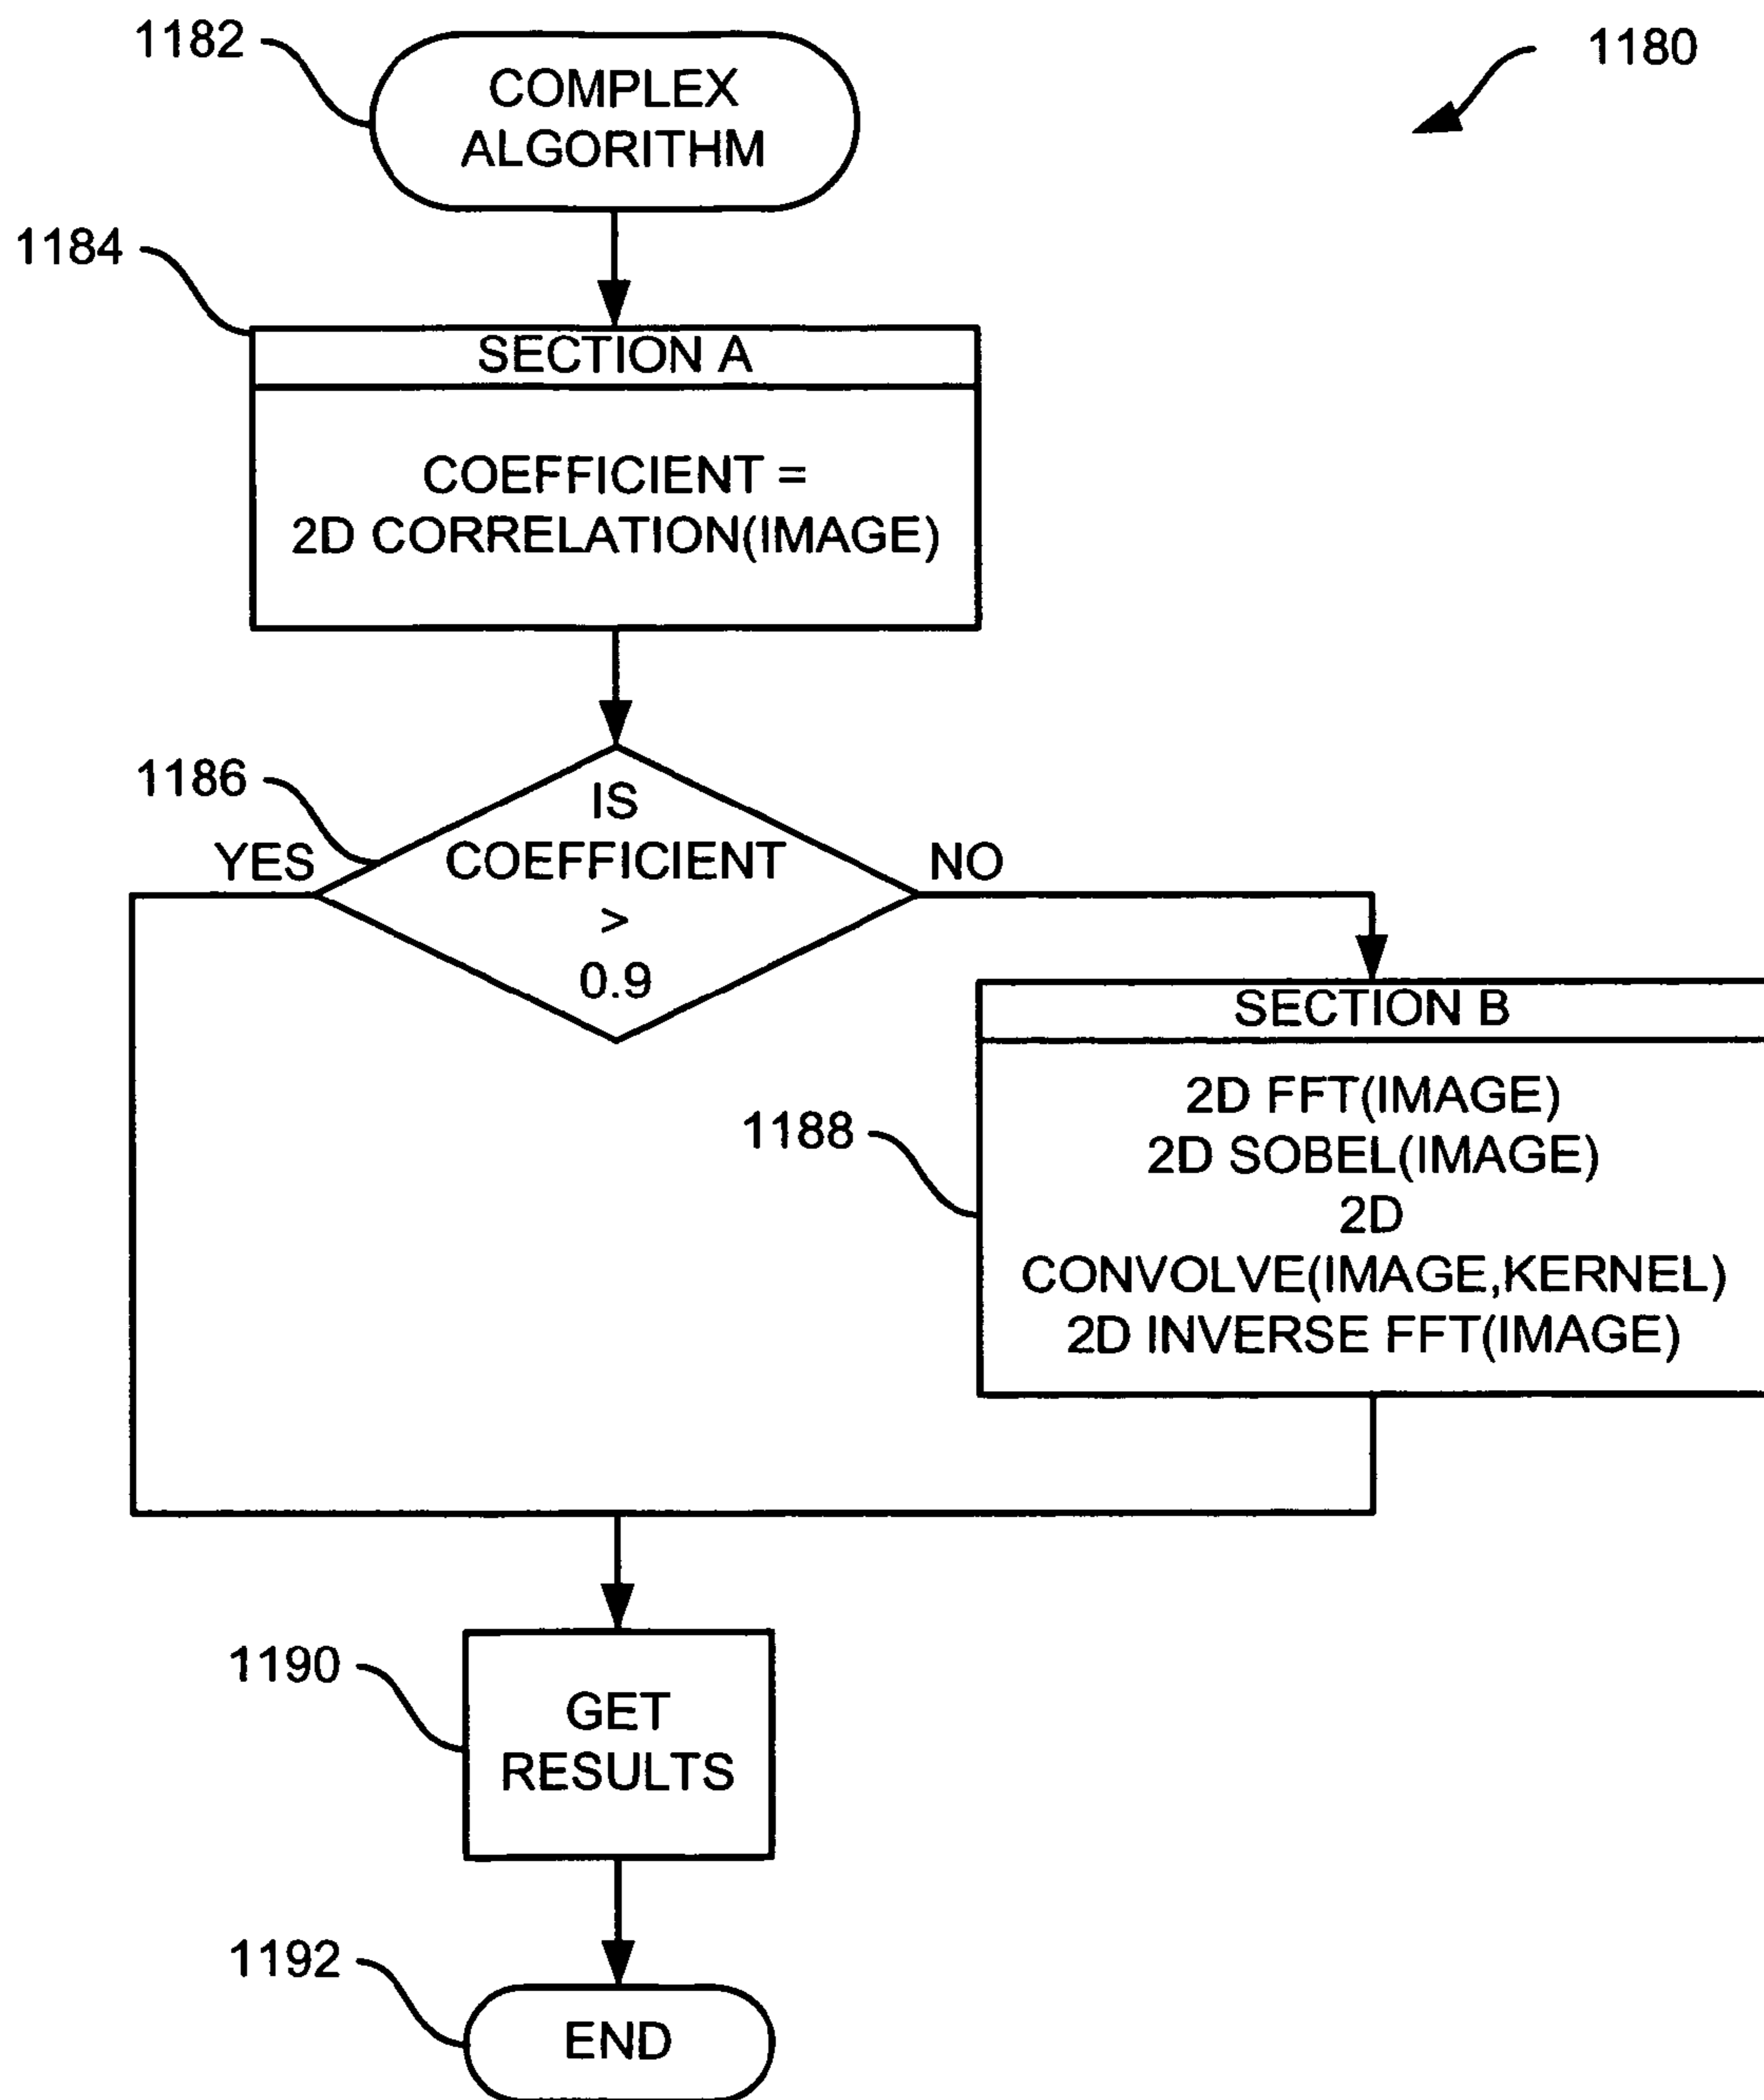 1182
COMPLEX
ALGORITHM
1180
1184
SECTION A
COEFFICIENT =
2D CORRELATION(IMAGE)
1186
IS
COEFFICIENT
>
0.9
YES
NO
SECTION B
1188
2D FFT(IMAGE)
2D SOBEL(IMAGE)
2D
CONVOLVE(IMAGE,KERNEL)
2D INVERSE FFT(IMAGE)
1190
GET
RESULTS
1192
END